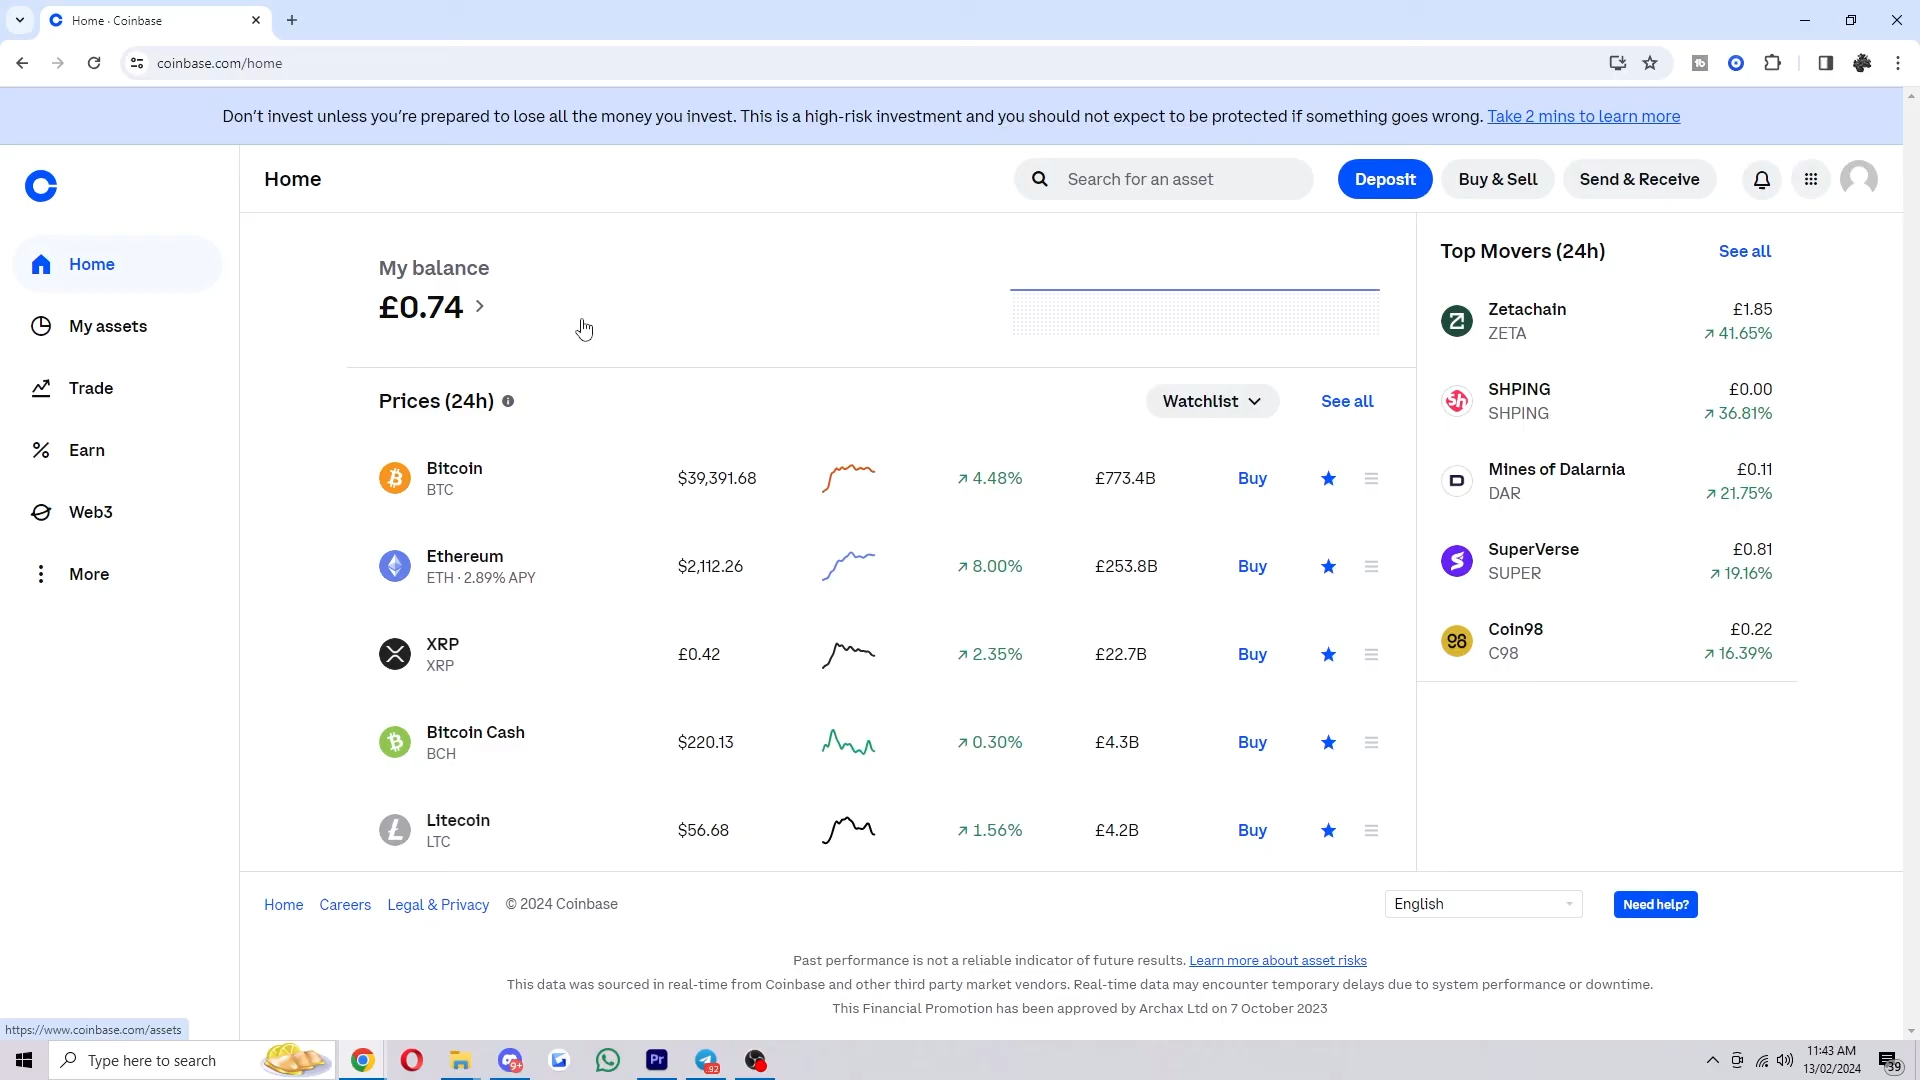 Home - Coinbase
coinbase.com/home
Don't invest unless you're prepared to lose all the money you invest. This is a high-risk investment and you should not expect to be protected if something goes wrong. Take 2 mins to learn more
Home
Search for an asset
Deposit
Buy & Sell
Send & Receive
Home
My assets
Trade
Earn
Web3
More
My balance
£0.74
Prices (24h)
Watchlist
See all
Bitcoin
BTC
$39,391.68
↗ 4.48%
£773.4B
Buy
Ethereum
ETH · 2.89% APY
$2,112.26
↗ 8.00%
£253.8B
Buy
XRP
XRP
£0.42
↗ 2.35%
£22.7B
Buy
Bitcoin Cash
BCH
$220.13
↗ 0.30%
£4.3B
Buy
Litecoin
LTC
$56.68
↗ 1.56%
£4.2B
Buy
Top Movers (24h)
See all
Zetachain
£1.85
ZETA
↗ 41.65%
SHPING
£0.00
SHPING
↗ 36.81%
Mines of Dalarnia
£0.11
DAR
↗ 21.75%
SuperVerse
£0.81
SUPER
↗ 19.16%
Coin98
£0.22
C98
↗ 16.39%
Home
Careers
Legal & Privacy
© 2024 Coinbase
English
Need help?
Past performance is not a reliable indicator of future results. Learn more about asset risks
This data was sourced in real-time from Coinbase and other third party market vendors. Real-time data may encounter temporary delays due to system performance or downtime.
This Financial Promotion has been approved by Archax Ltd on 7 October 2023
https://www.coinbase.com/assets
Type here to search
9+
Pr
92
11:43 AM
13/02/2024
39